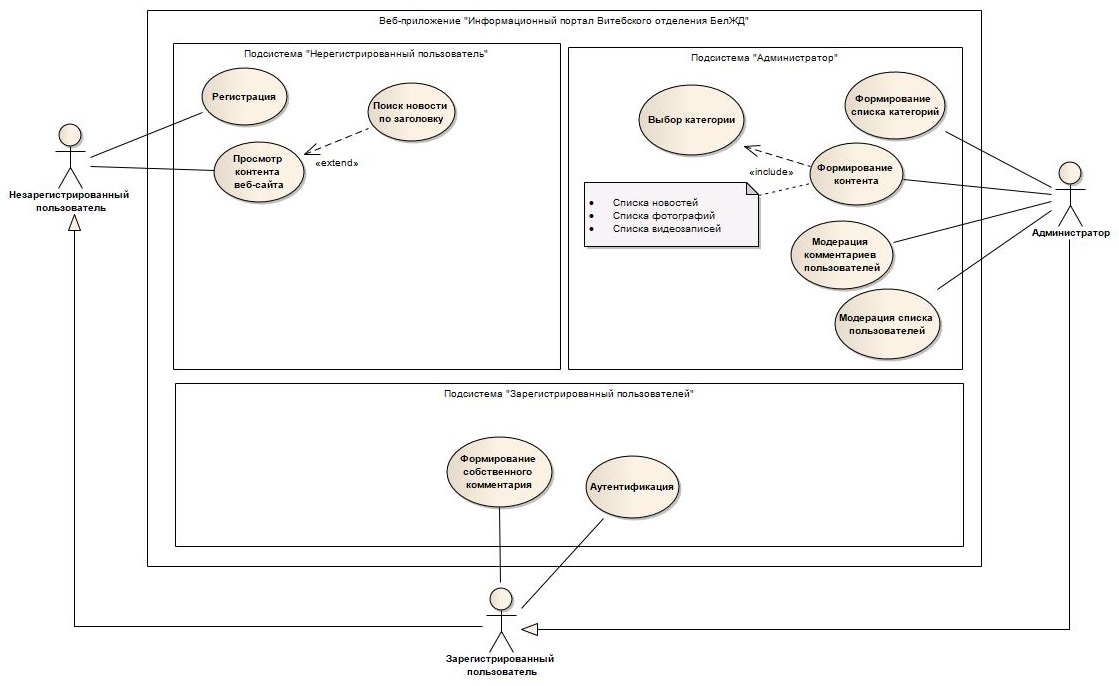 Веб-приложение "Информационный портал Витебского отделения БелЖД"
Подсистема "Нерегистрированный пользователь"
Регистрация
Поиск новости
по заголовку
Просмотр
контента
веб-сайта
«extend»
Незарегистрированный
пользователь
Подсистема "Администратор"
Выбор категории
Формирование
списка категорий
«include»
Формирование
контента
• Списка новостей
• Списка фотографий
• Списка видеозаписей
Модерация
комментариев
пользователей
Модерация списка
пользователей
Администратор
Подсистема "Зарегистрированный пользователей"
Формирование
собственного
комментария
Аутентификация
Зарегистрированный
пользователь